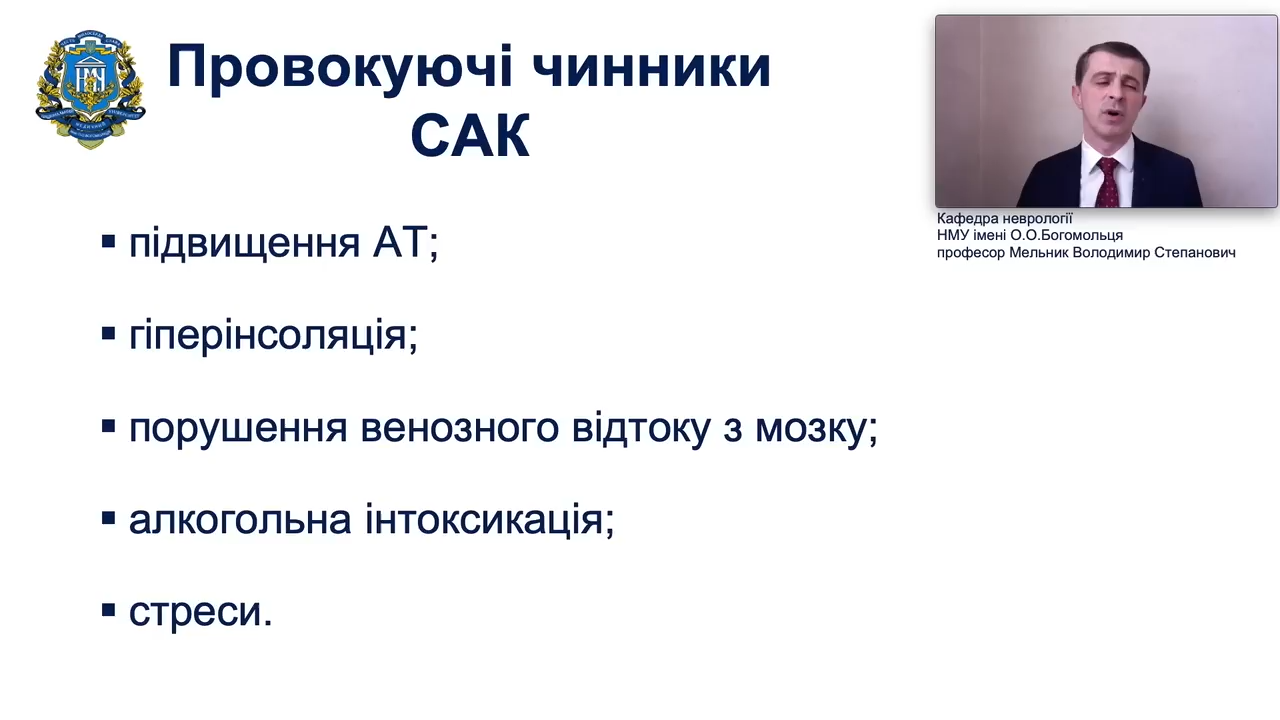 Провокуючі чинники
САК
▪ підвищення АТ;
▪ гіперінсоляція;
▪ порушення венозного відтоку з мозку;
▪ алкогольна інтоксикація;
▪ стреси.
Кафедра неврології
НМУ імені О.О.Богомольця
професор Мельник Володимир Степанович